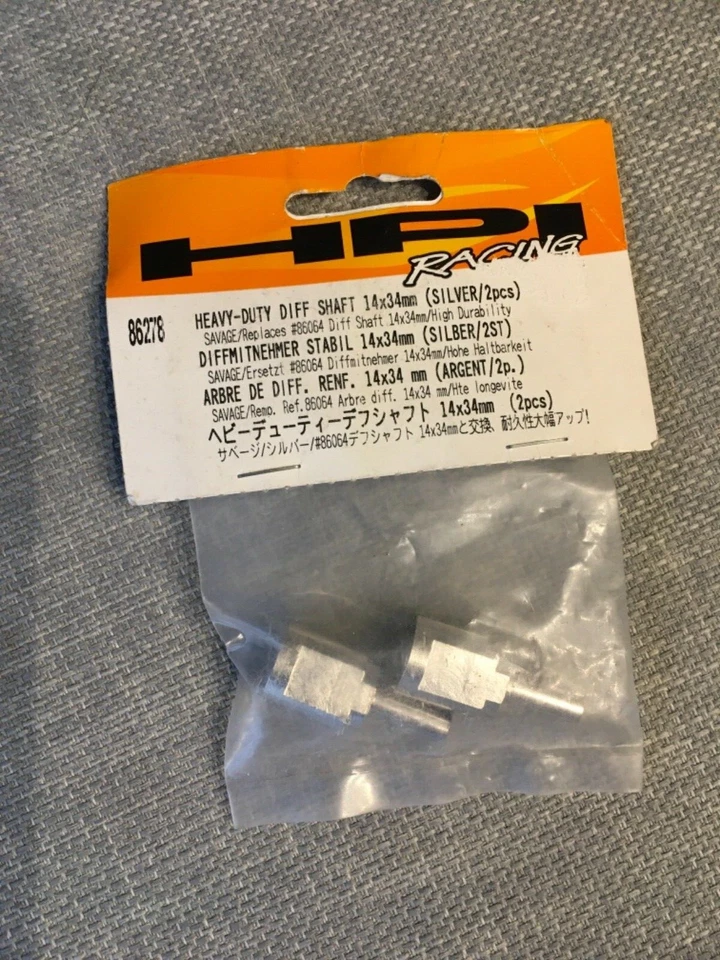 HPI
RACING
86278
HEAVY-DUTY DIFF SHAFT 14x34mm (SILVER/2pcs)
SAVAGE/Replaces #86064 Diff Shaft 14x34mm/High Durability
DIFFMITNEHMER STABIL 14x34mm (SILBER/2ST)
SAVAGE/Ersetzt #86064 Diffmitnehmer 14x34mm/Hohe Haltbarkeit
ARBRE DE DIFF. RENF. 14x34 mm (ARGENT/2p.)
SAVAGE/Remp. Ref.86064 Arbre diff. 14x34 mm/Hte longevite
ヘビーデューティーデフシャフト 14x34mm (2pcs)
サベージ/シルバー/#86064デフシャフト 14x34mmと交換、耐久性大幅アップ!